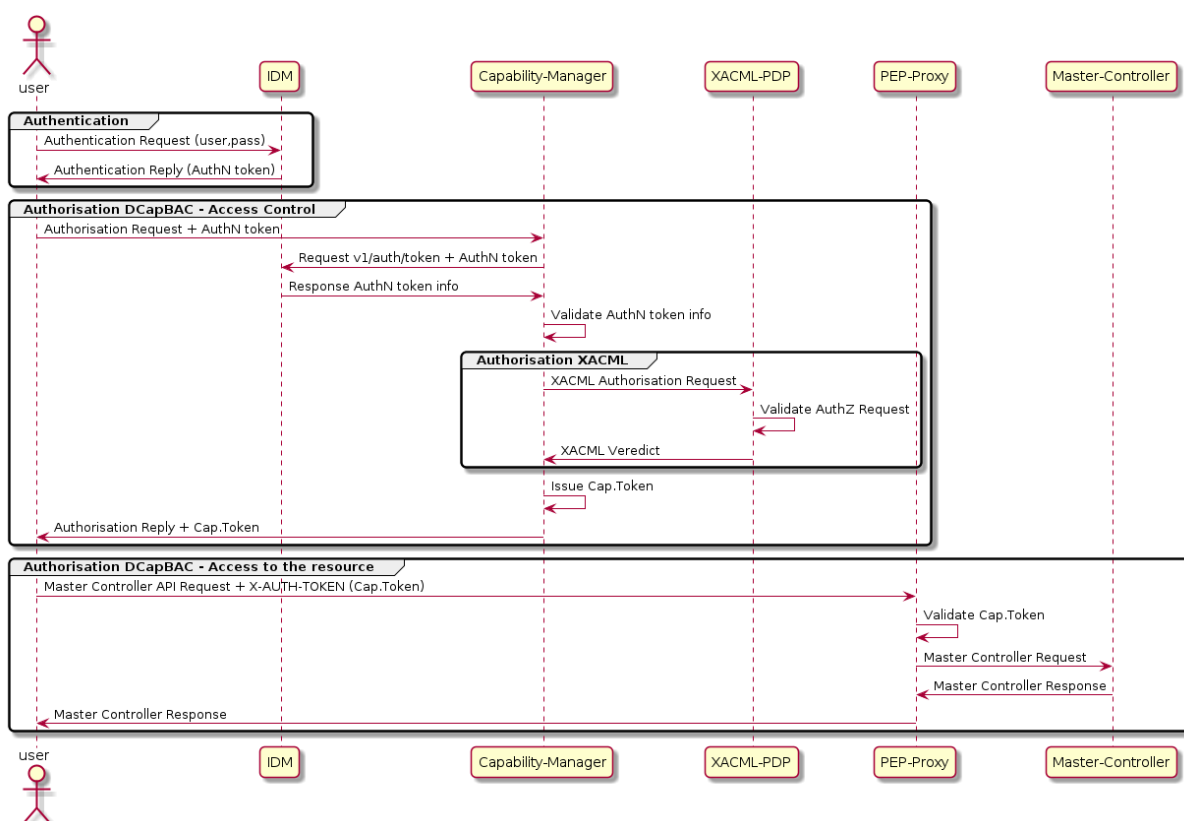 user
IDM
Capability-Manager
XACML-PDP
PEP-Proxy
Master-Controller
Authentication
Authentication Request (user,pass)
Authentication Reply (AuthN token)
Authorisation DCapBAC - Access Control
Authorisation Request + AuthN token
Request v1/auth/token + AuthN token
Response AuthN token info
Validate AuthN token info
Authorisation XACML
XACML Authorisation Request
Validate AuthZ Request
XACML Veredict
Issue Cap.Token
Authorisation Reply + Cap.Token
Authorisation DCapBAC - Access to the resource
Master Controller API Request + X-AUTH-TOKEN (Cap.Token)
Validate Cap.Token
Master Controller Request
Master Controller Response
Master Controller Response
user
IDM
Capability-Manager
XACML-PDP
PEP-Proxy
Master-Controller